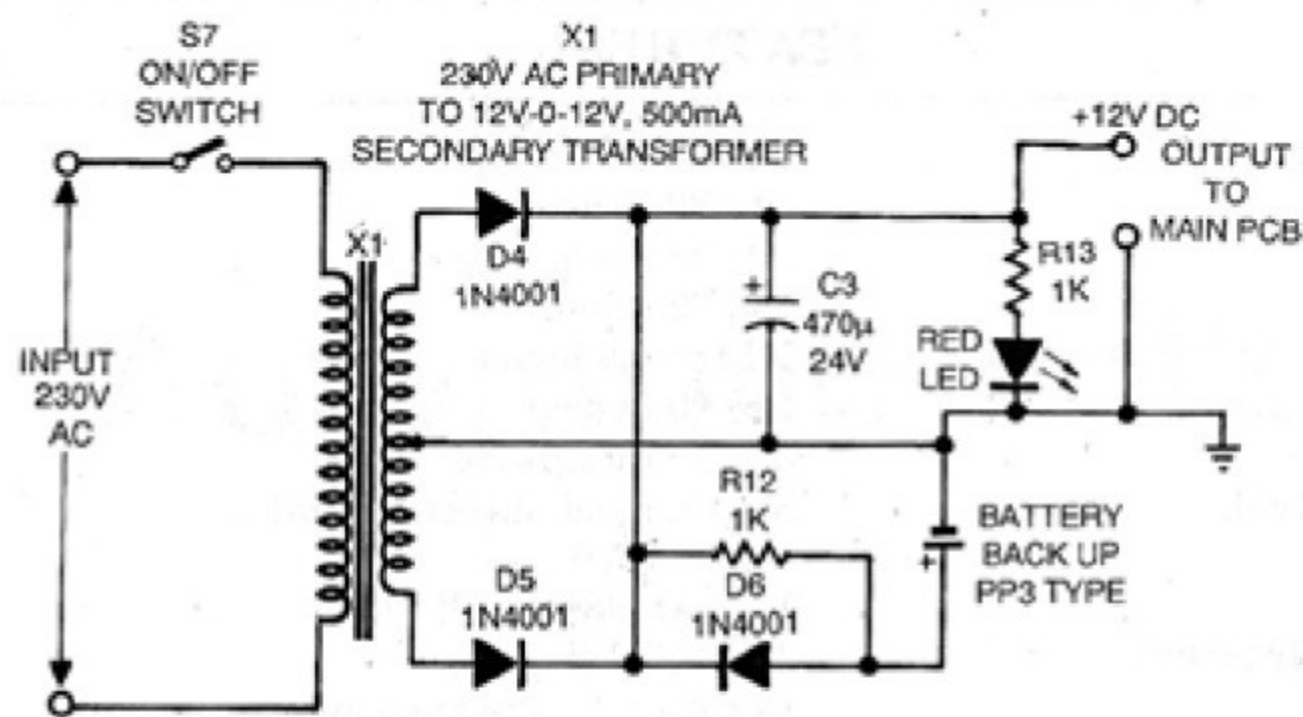 S7
ON/OFF
SWITCH
X1
230V AC PRIMARY
TO 12V-0-12V, 500mA
SECONDARY TRANSFORMER
+12V DC
OUTPUT
TO
MAIN PCB
X1
D4
1N4001
+
C3
470µ
24V
R13
1K
RED
LED
INPUT
230V
AC
R12
1K
D5
1N4001
D6
1N4001
+
BATTERY
BACK UP
PP3 TYPE